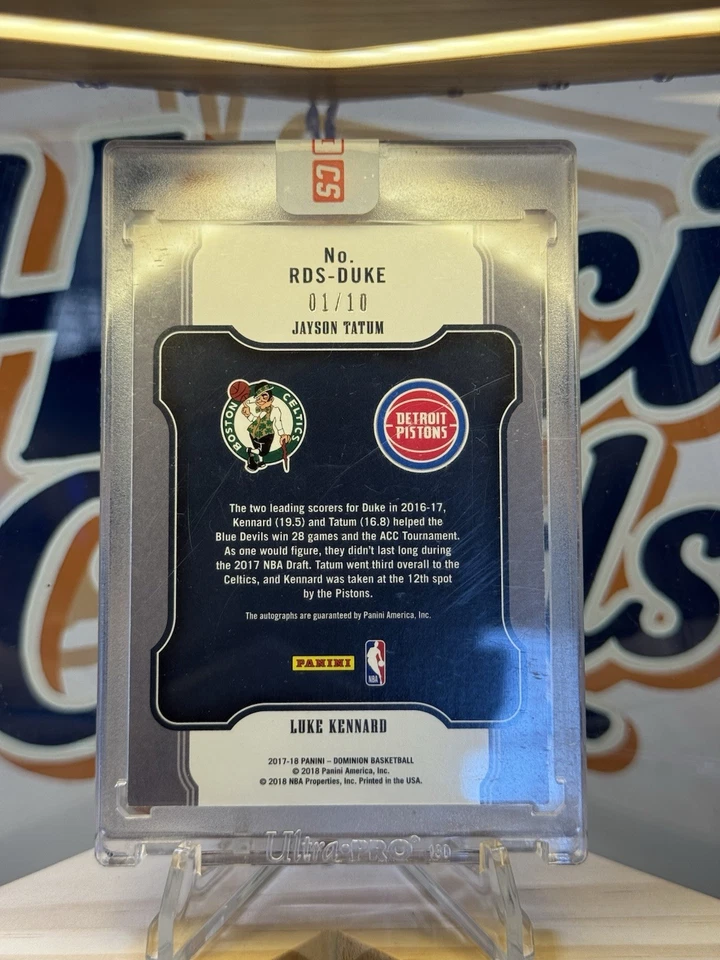 CS
No.
RDS-DUKE
01/10
JAYSON TATUM
BOSTON CELTICS
DETROIT
PISTONS
The two leading scorers for Duke in 2016-17,
Kennard (19.5) and Tatum (16.8) helped the
Blue Devils win 28 games and the ACC Tournament.
As one would figure, they didn't last long during
the 2017 NBA Draft. Tatum went third overall to the
Celtics, and Kennard was taken at the 12th spot
by the Pistons.
The autographs are guaranteed by Panini America, Inc.
PANINI
NBA
LUKE KENNARD
2017-18 PANINI – DOMINION BASKETBALL
© 2018 Panini America, Inc.
© 2018 NBA Properties, Inc. Printed in the USA.
Ultra PRO